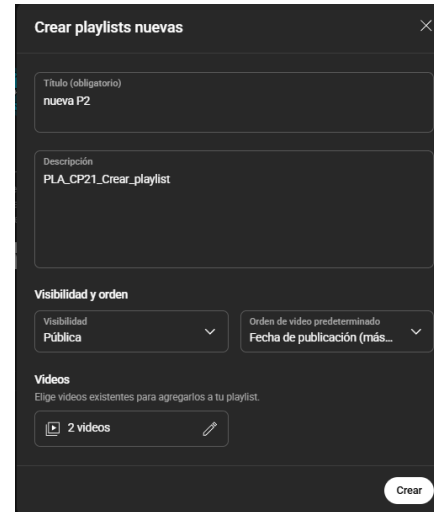 Crear playlists nuevas
Título (obligatorio)
nueva P2
Descripción
PLA_CP21_Crear_playlist
Visibilidad y orden
Visibilidad
Pública
Orden de video predeterminado
Fecha de publicación (más...
Videos
Elige videos existentes para agregarlos a tu playlist.
2 videos
Crear